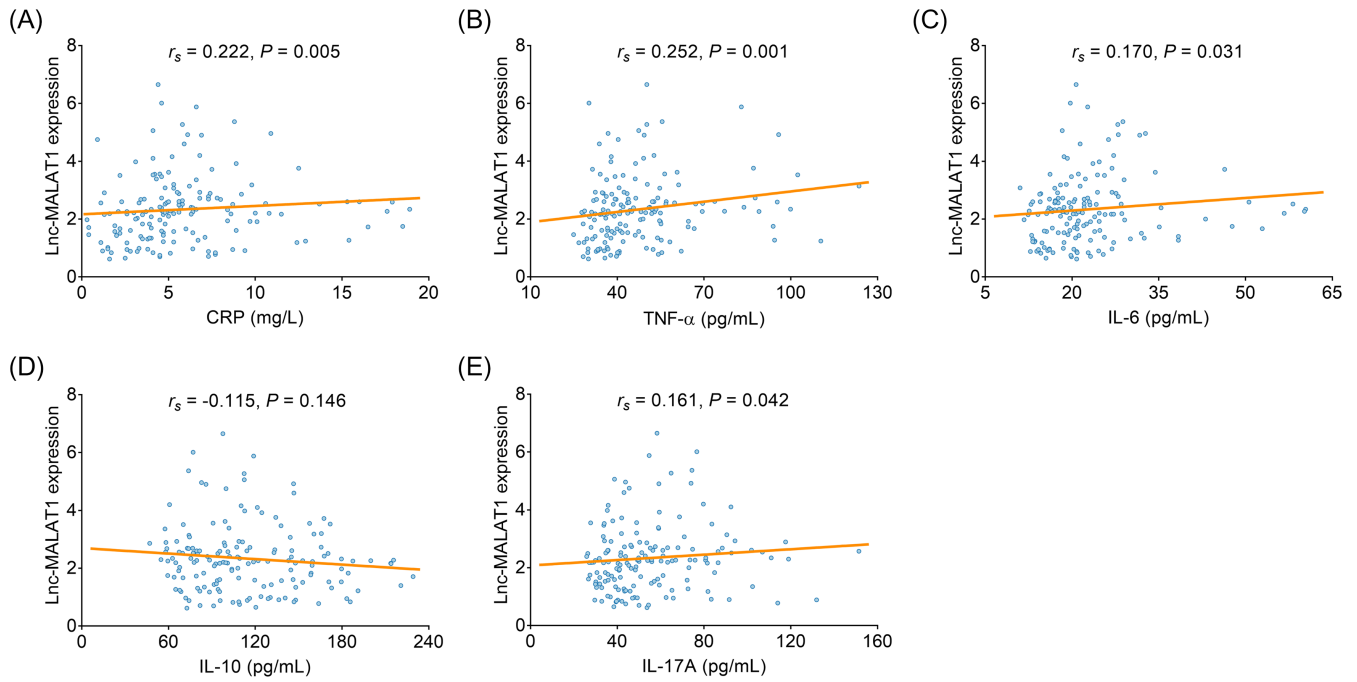 (A)
rs = 0.222, P = 0.005
Lnc-MALAT1 expression
8
6
4
2
0
0 5 10 15 20
CRP (mg/L)
(B)
rs = 0.252, P = 0.001
Lnc-MALAT1 expression
8
6
4
2
0
10 40 70 100 130
TNF-α (pg/mL)
(C)
rs = 0.170, P = 0.031
Lnc-MALAT1 expression
8
6
4
2
0
5 20 35 50 65
IL-6 (pg/mL)
(D)
rs = -0.115, P = 0.146
Lnc-MALAT1 expression
8
6
4
2
0
0 60 120 180 240
IL-10 (pg/mL)
(E)
rs = 0.161, P = 0.042
Lnc-MALAT1 expression
8
6
4
2
0
0 40 80 120 160
IL-17A (pg/mL)